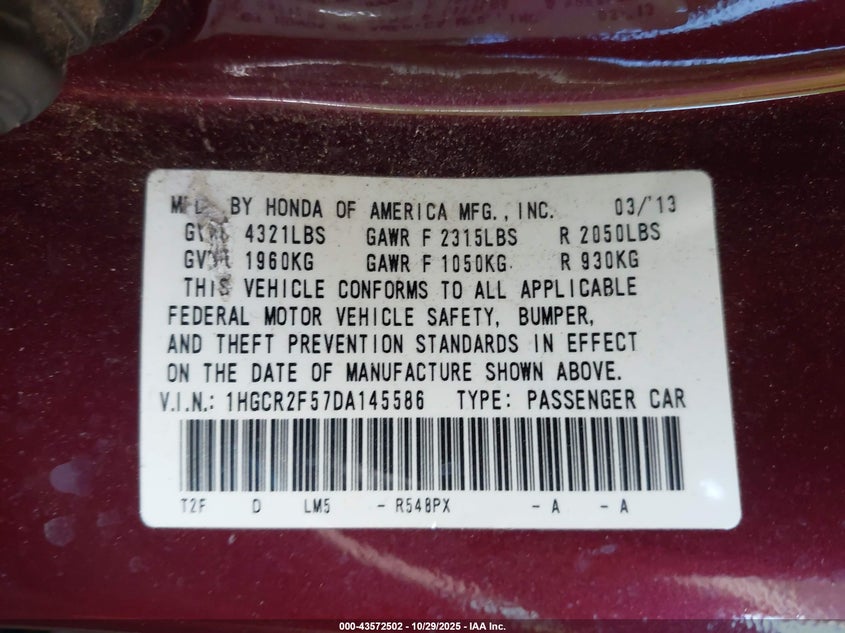 BY HONDA OF AMERICA MFG., INC. 03/13
4321LBS GAWR F 2315LBS R 2050LBS
1960KG GAWR F 1050KG R 930KG
THIS VEHICLE CONFORMS TO ALL APPLICABLE
FEDERAL MOTOR VEHICLE SAFETY, BUMPER,
AND THEFT PREVENTION STANDARDS IN EFFECT
ON THE DATE OF MANUFACTURE SHOWN ABOVE.
V.I.N.: 1HGCR2F57DA145586 TYPE: PASSENGER CAR
T2F D LM5 - R548PX - A - A
000-43572502 - 10/29/2025 - IAA Inc.